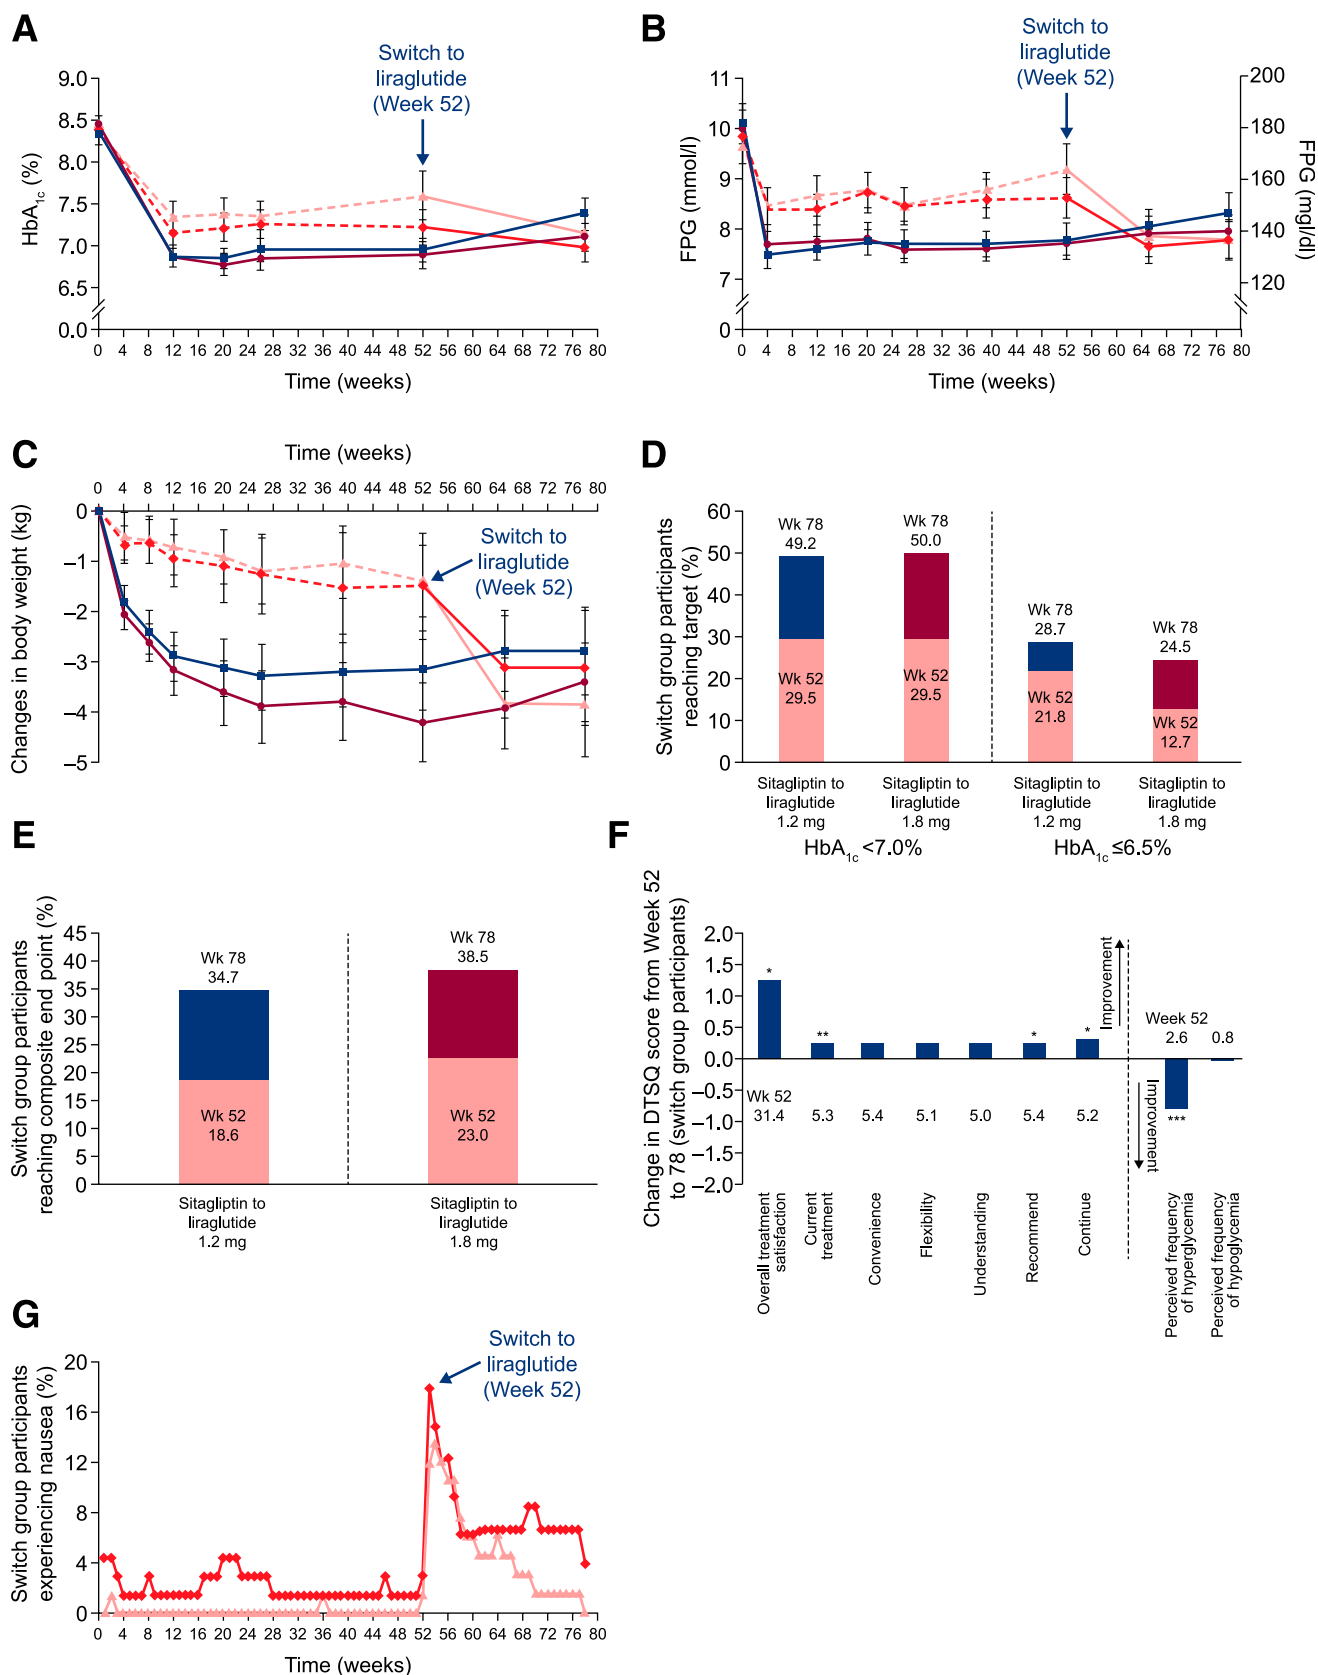 A
Switch to
liraglutide
(Week 52)
HbA1c (%)
9.0
8.5
8.0
7.5
7.0
6.5
0.0
0 4 8 12 16 20 24 28 32 36 40 44 48 52 56 60 64 68 72 76 80
Time (weeks)
B
Switch to
liraglutide
(Week 52)
FPG (mmol/l)
11
10
9
8
7
0
FPG (mg/dl)
200
180
160
140
120
0 4 8 12 16 20 24 28 32 36 40 44 48 52 56 60 64 68 72 76 80
Time (weeks)
C
Time (weeks)
0 4 8 12 16 20 24 28 32 36 40 44 48 52 56 60 64 68 72 76 80
Changes in body weight (kg)
0
–1
–2
–3
–4
–5
Switch to
liraglutide
(Week 52)
D
Switch group participants
reaching target (%)
60
50
40
30
20
10
0
Wk 78
49.2
Wk 52
29.5
Wk 78
50.0
Wk 52
29.5
Wk 78
28.7
Wk 52
21.8
Wk 78
24.5
Wk 52
12.7
Sitagliptin to
liraglutide
1.2 mg
Sitagliptin to
liraglutide
1.8 mg
Sitagliptin to
liraglutide
1.2 mg
Sitagliptin to
liraglutide
1.8 mg
HbA1c <7.0%
HbA1c ≤6.5%
E
Switch group participants
reaching composite end point (%)
45
40
35
30
25
20
15
10
5
0
Wk 78
34.7
Wk 52
18.6
Wk 78
38.5
Wk 52
23.0
Sitagliptin to
liraglutide
1.2 mg
Sitagliptin to
liraglutide
1.8 mg
F
Change in DTSQ score from Week 52
to 78 (switch group participants)
2.0
1.5
1.0
0.5
0.0
–0.5
–1.0
–1.5
–2.0
*
**
*
*
Improvement
Week 52
2.6
0.8
Improvement
***
Wk 52
31.4
5.3
5.4
5.1
5.0
5.4
5.2
Overall treatment
satisfaction
Current
treatment
Convenience
Flexibility
Understanding
Recommend
Continue
Perceived frequency
of hyperglycemia
Perceived frequency
of hypoglycemia
G
Switch to
liraglutide
(Week 52)
Switch group participants
experiencing nausea (%)
20
16
12
8
4
0
0 4 8 12 16 20 24 28 32 36 40 44 48 52 56 60 64 68 72 76 80
Time (weeks)